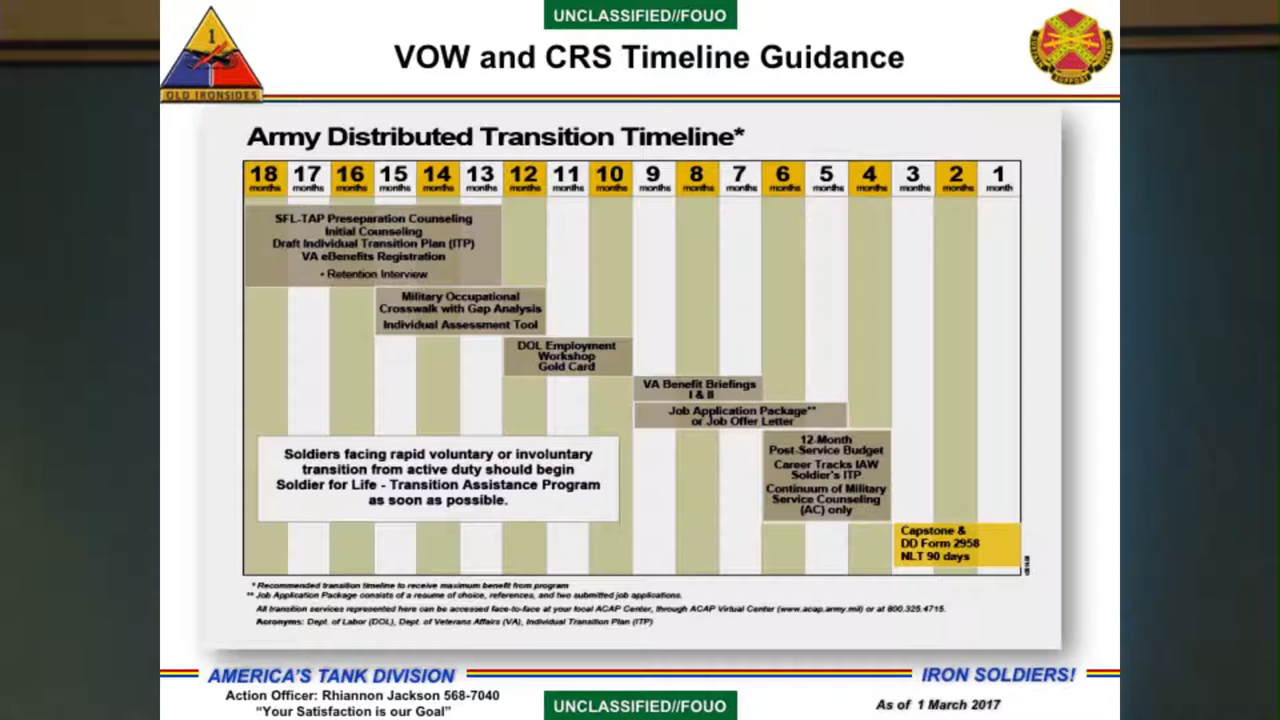 UNCLASSIFIED//FOUO
1
OLD IRONSIDES
VOW and CRS Timeline Guidance
SUPPORT
Army Distributed Transition Timeline*
18 17 16 15 14 13 12 11 10 9 8 7 6 5 4 3 2 1
months months months months months months months months months months months months months months months months months month
SFL-TAP Preseparation Counseling
Initial Counseling
Draft Individual Transition Plan (ITP)
VA eBenefits Registration
• Retention Interview
Military Occupational
Crosswalk with Gap Analysis
Individual Assessment Tool
DOL Employment
Workshop
Gold Card
VA Benefit Briefings
I & II
Job Application Package**
or Job Offer Letter
12-Month
Post-Service Budget
Career Tracks IAW
Soldier's ITP
Continuum of Military
Service Counseling
(AC) only
Soldiers facing rapid voluntary or involuntary
transition from active duty should begin
Soldier for Life - Transition Assistance Program
as soon as possible.
Capstone &
DD Form 2958
NLT 90 days
* Recommended transition timeline to receive maximum benefit from program
** Job Application Package consists of a resume of choice, references, and two submitted job applications.
All transition services represented here can be accessed face-to-face at your local ACAP Center, through ACAP Virtual Center (www.acap.army.mil) or at 800.325.4715.
Acronyms: Dept. of Labor (DOL), Dept. of Veterans Affairs (VA), Individual Transition Plan (ITP)
AMERICA'S TANK DIVISION
IRON SOLDIERS!
Action Officer: Rhiannon Jackson 568-7040
"Your Satisfaction is our Goal"
UNCLASSIFIED//FOUO
As of 1 March 2017